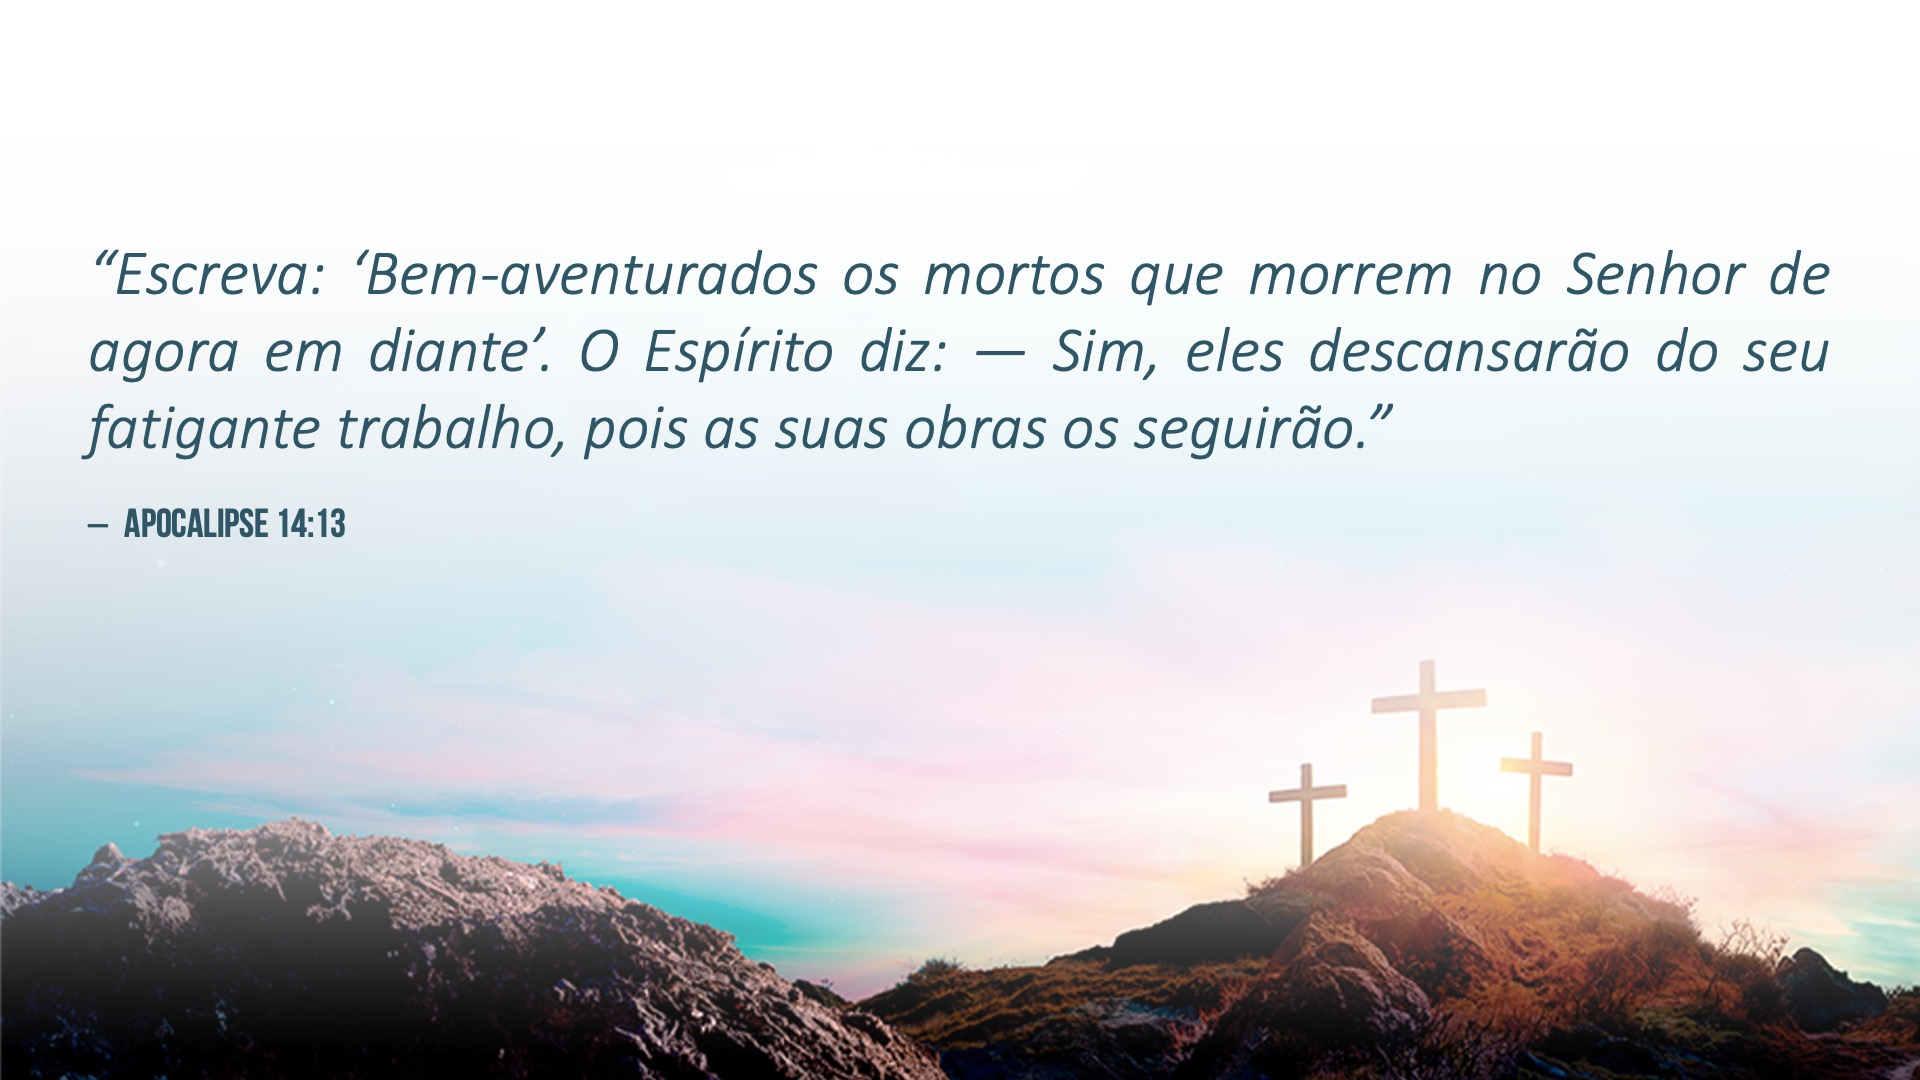 “Escreva: ‘Bem-aventurados os mortos que morrem no Senhor de
agora em diante’. O Espírito diz: — Sim, eles descansarão do seu
fatigante trabalho, pois as suas obras os seguirão.”
– APOCALIPSE 14:13